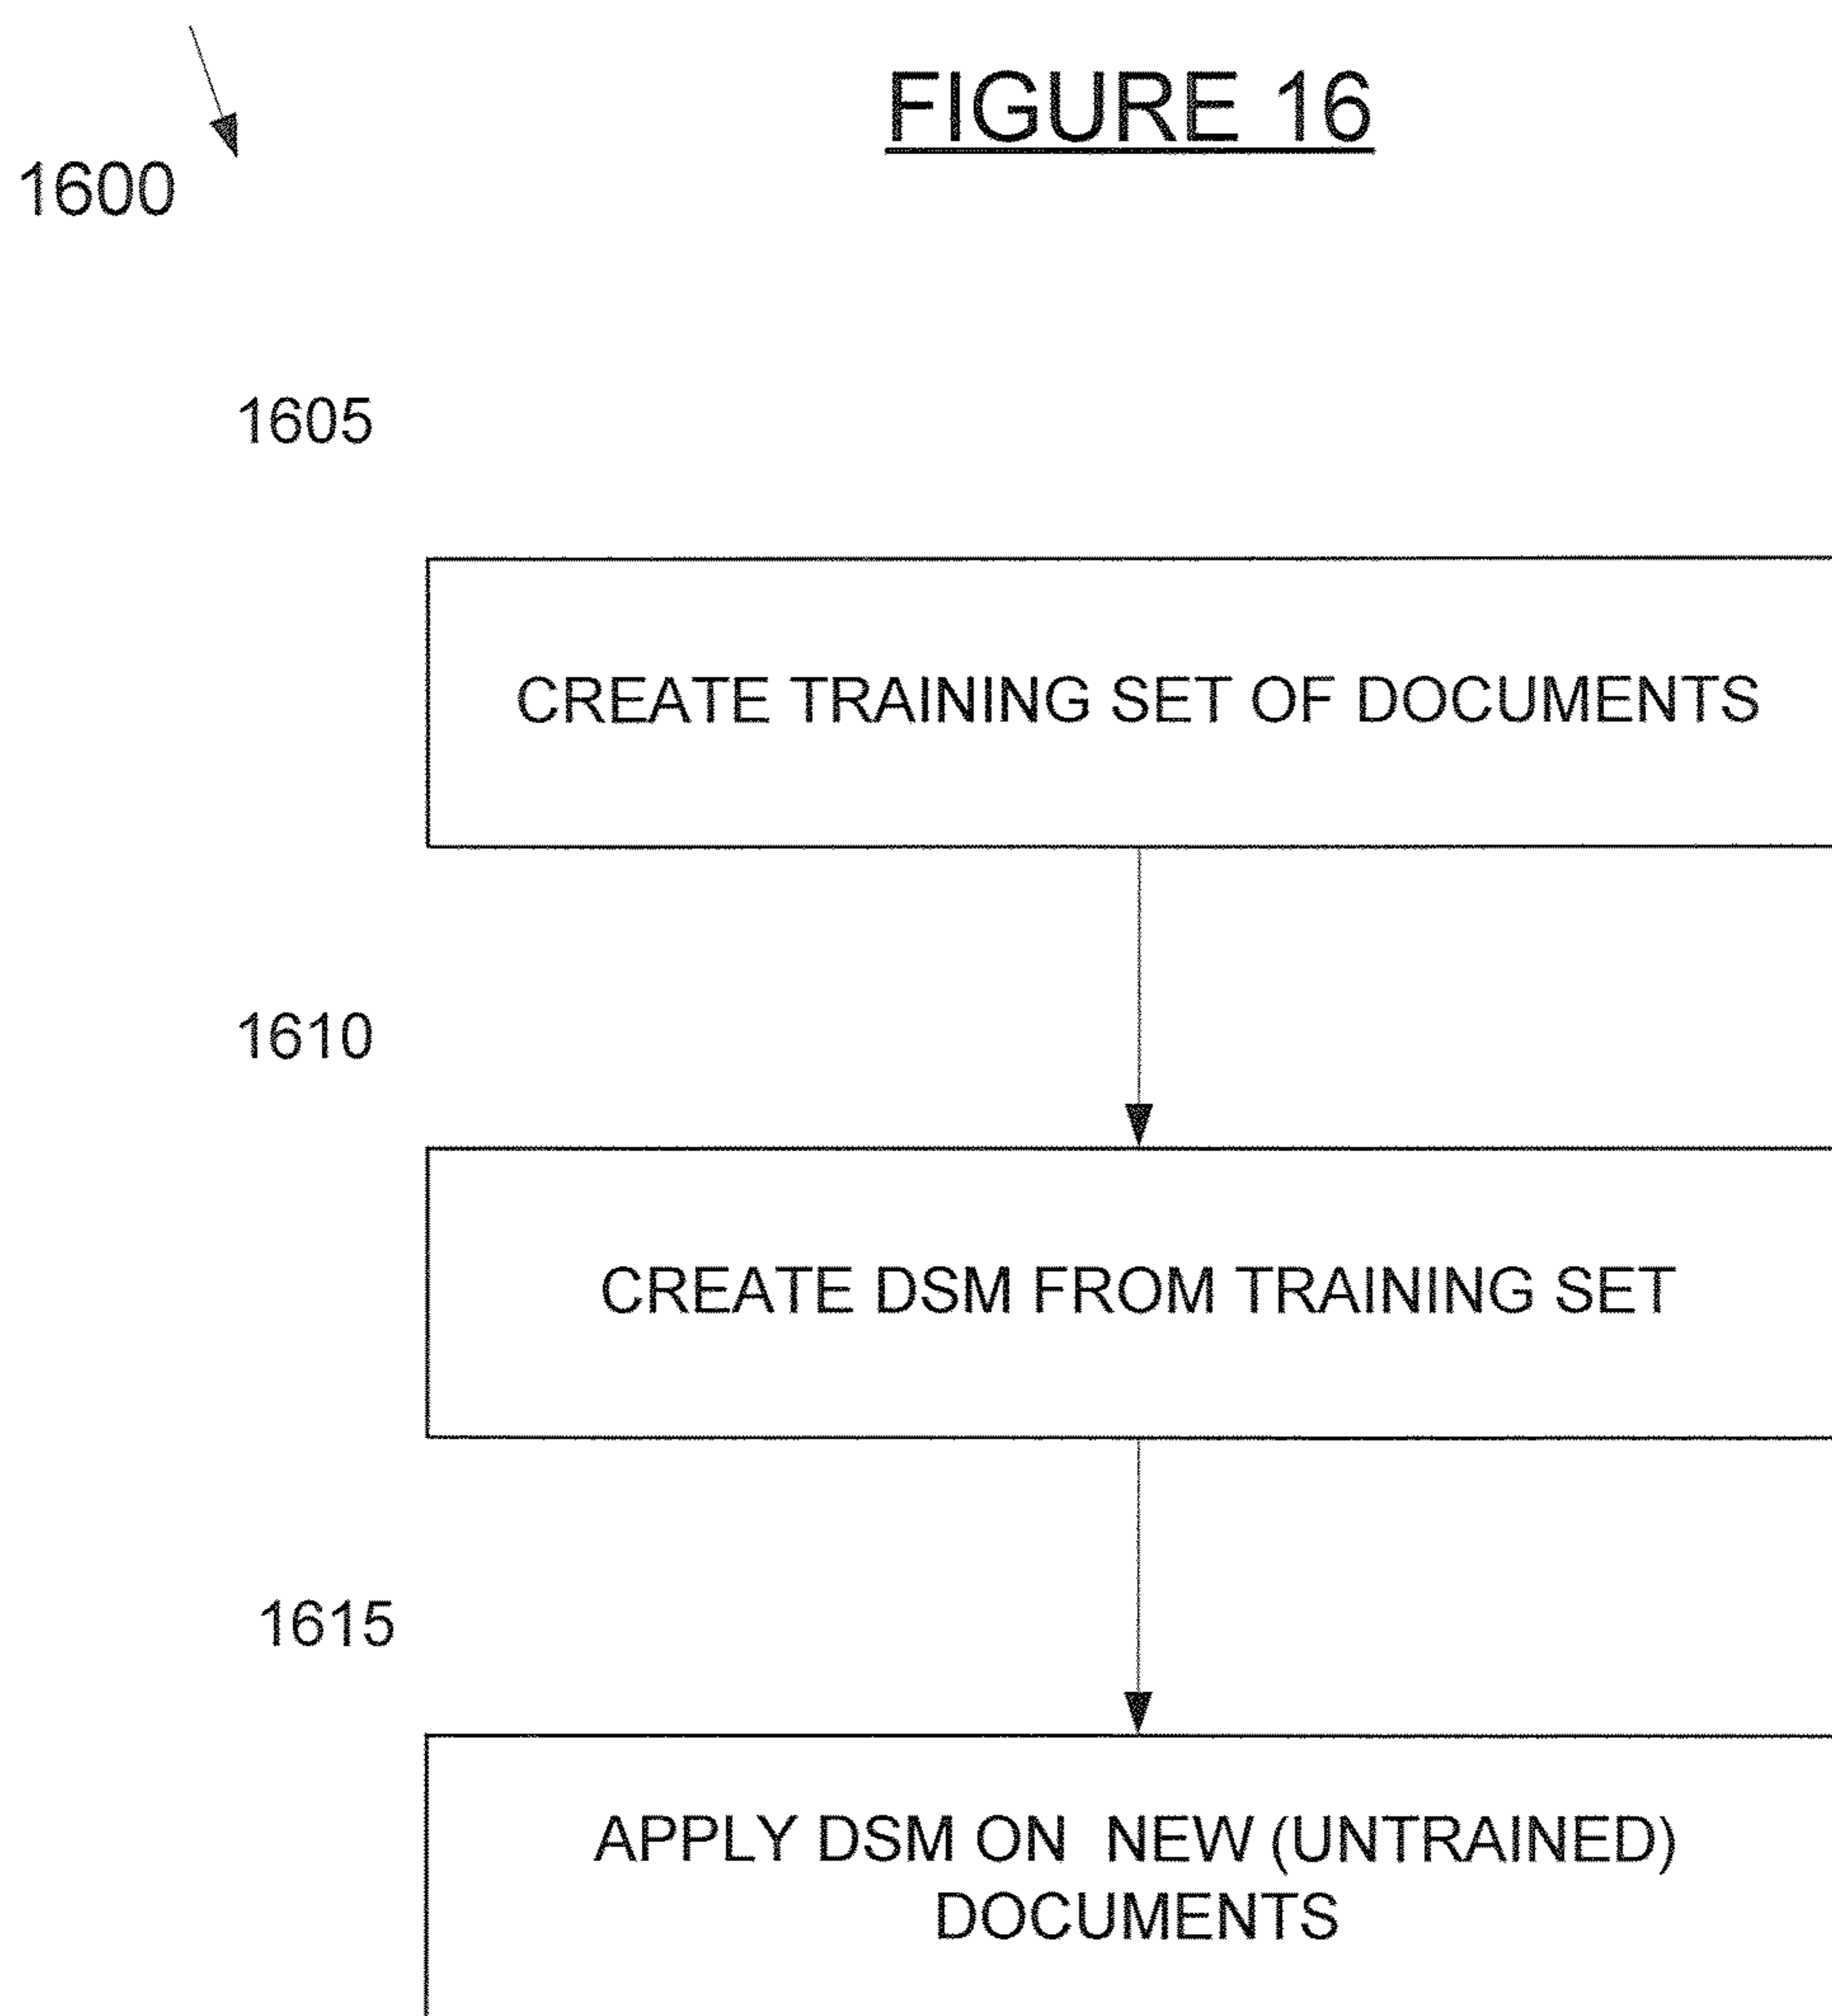 FIGURE 16
1600
1605
CREATE TRAINING SET OF DOCUMENTS
1610
CREATE DSM FROM TRAINING SET
1615
APPLY DSM ON NEW (UNTRAINED)
DOCUMENTS